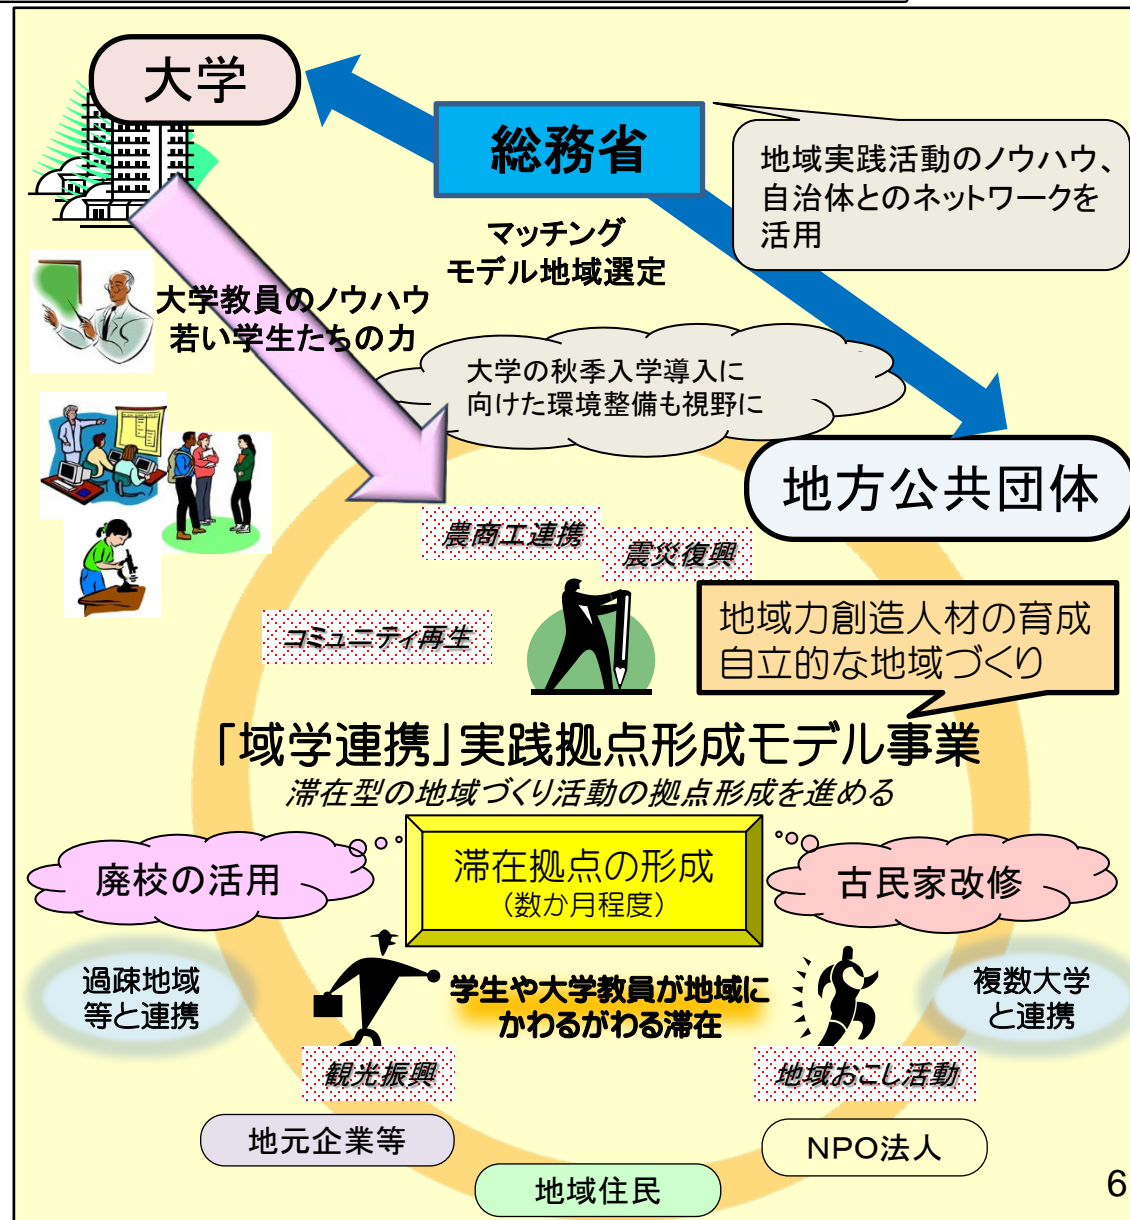 大学
総務省
地域実践活動のノウハウ、
自治体とのネットワークを
活用
マッチング
モデル地域選定
大学教員のノウハウ
若い学生たちの力
大学の秋季入学導入に
向けた環境整備も視野に
地方公共団体
農商工連携
震災復興
コミュニティ再生
地域力創造人材の育成
自立的な地域づくり
「域学連携」実践拠点形成モデル事業
滞在型の地域づくり活動の拠点形成を進める
廃校の活用
滞在拠点の形成
（数か月程度）
古民家改修
過疎地域
等と連携
学生や大学教員が地域に
かわるがわる滞在
複数大学
と連携
観光振興
地域おこし活動
地元企業等
NPO法人
地域住民
6